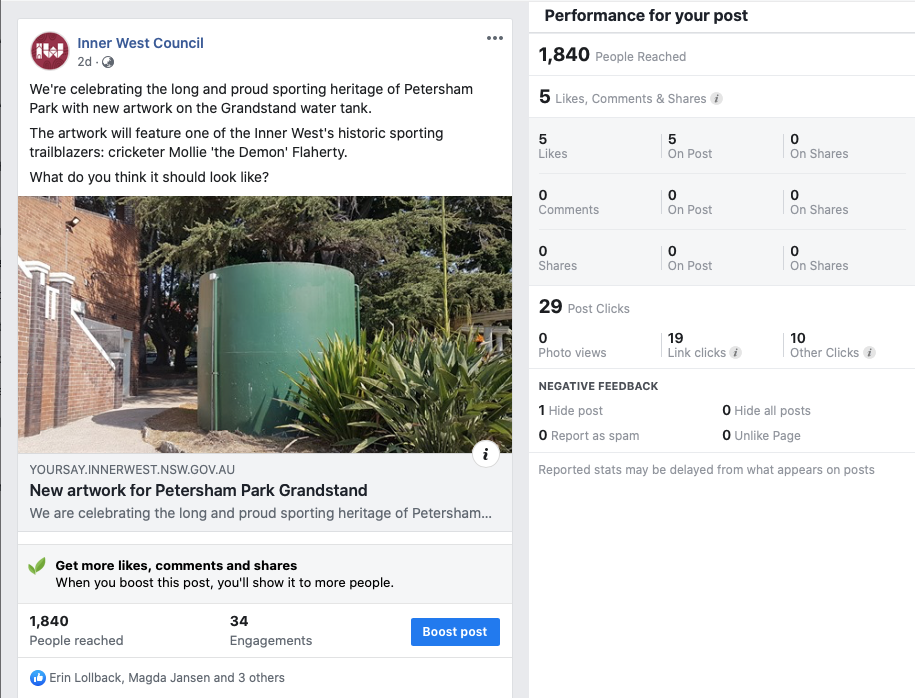 Inner West Council
2d ·
We're celebrating the long and proud sporting heritage of Petersham
Park with new artwork on the Grandstand water tank.
The artwork will feature one of the Inner West's historic sporting
trailblazers: cricketer Mollie 'the Demon' Flaherty.
What do you think it should look like?
YOURSAY.INNERWEST.NSW.GOV.AU
New artwork for Petersham Park Grandstand
We are celebrating the long and proud sporting heritage of Petersham...
Get more likes, comments and shares
When you boost this post, you'll show it to more people.
1,840 34
People reached Engagements
Boost post
Erin Lollback, Magda Jansen and 3 others
Performance for your post
1,840 People Reached
5 Likes, Comments & Shares
5 5 0
Likes On Post On Shares
0 0 0
Comments On Post On Shares
0 0 0
Shares On Post On Shares
29 Post Clicks
0 19 10
Photo views Link clicks Other Clicks
NEGATIVE FEEDBACK
1 Hide post 0 Hide all posts
0 Report as spam 0 Unlike Page
Reported stats may be delayed from what appears on posts